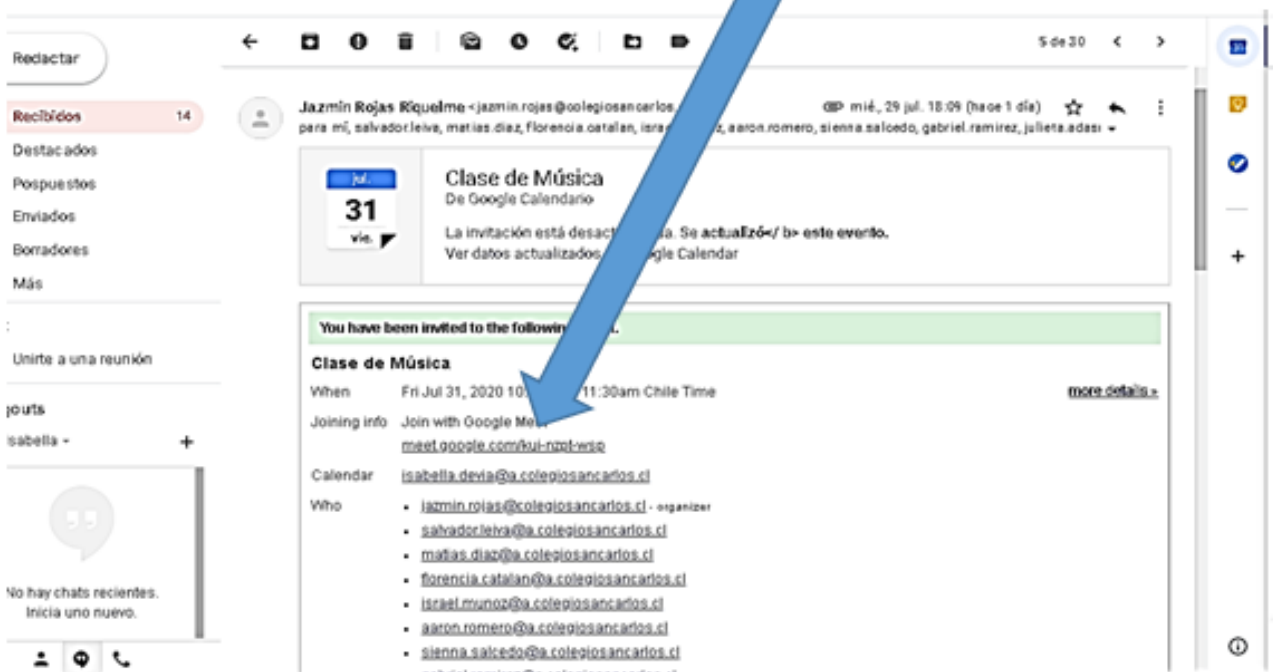 Redactar
5 de 30
Recibidos 14
Destacados
Pospuestos
Enviados
Borradores
Más
Unirte a una reunión
No hay chats recientes.
Inicia uno nuevo.
Jazmín Rojas Riquelme <jazmin.rojas@colegiosancarlos.
mié., 29 jul. 18:09 (hace 1 día)
para mí, salvador.leiva, matias.diaz, florencia.catalan, aaron.romero, sienna.salcedo, gabriel.ramirez,
jul.
31
vie.
Clase de Música
De Google Calendario
La invitación está Se actualizó</ b> este evento.
Ver datos actualizados Calendar
You have been invited to the
Clase de Música
When Fri Jul 31, 2020 11:30am Chile Time
more details »
Joining info Join with Google
meet.google.com/kui-nzpt-wsp
Calendar isabella.devia@a.colegiosancarlos.cl
Who • jazmin.rojas@colegiosancarlos.cl - organizer
• salvador.leiva@a.colegiosancarlos.cl
• matias.diaz@a.colegiosancarlos.cl
• florencia.catalan@a.colegiosancarlos.cl
• israel.munoz@a.colegiosancarlos.cl
• aaron.romero@a.colegiosancarlos.cl
• sienna.salcedo@a.colegiosancarlos.cl